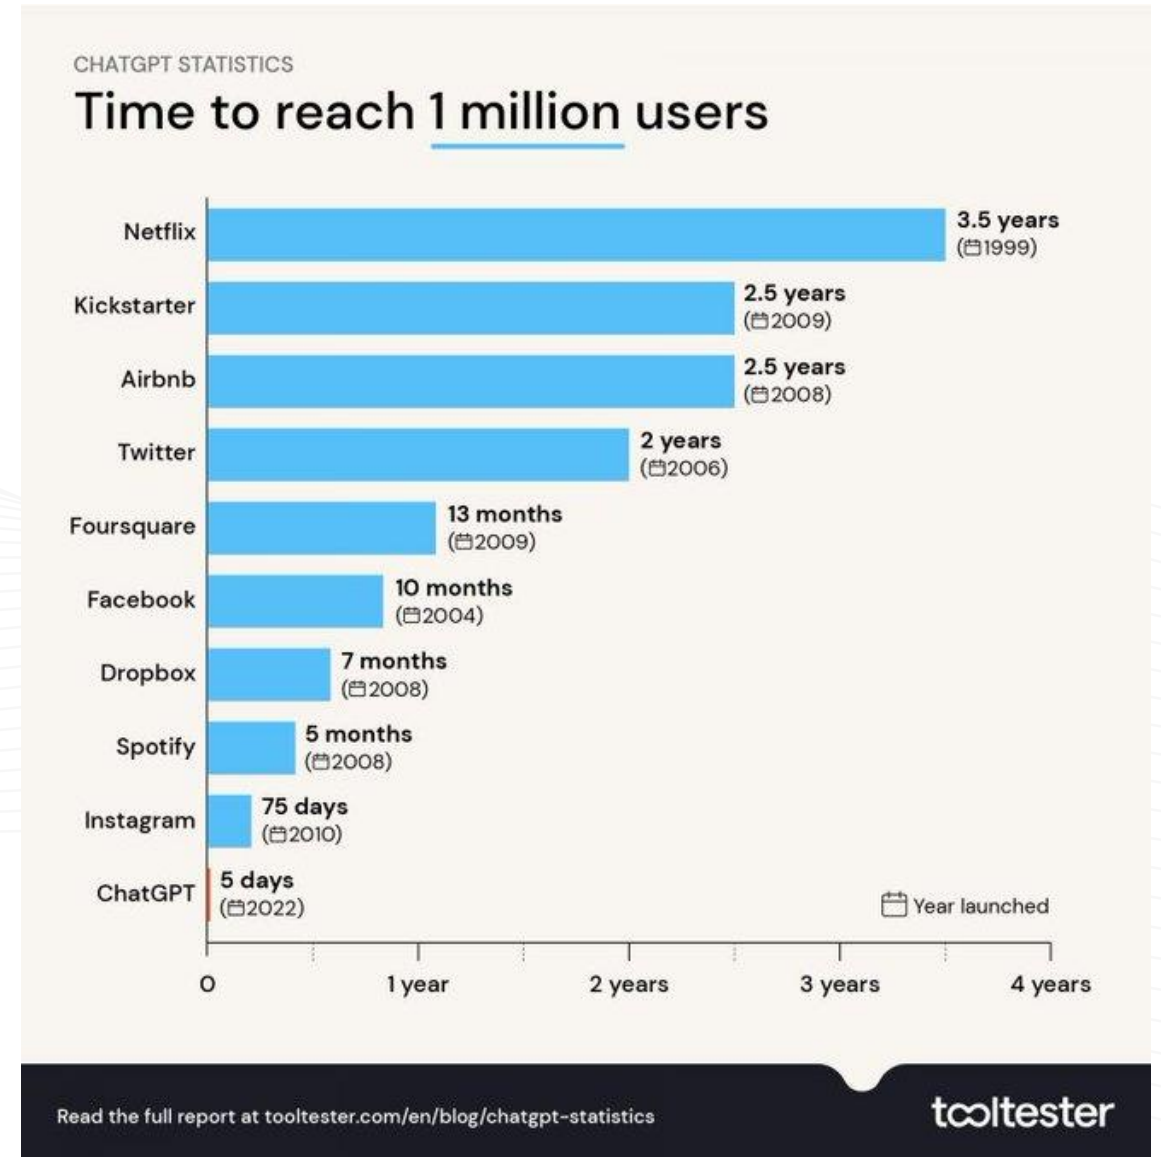 CHATGPT STATISTICS
Time to reach 1 million users
Netflix
3.5 years
(1999)
Kickstarter
2.5 years
(2009)
Airbnb
2.5 years
(2008)
Twitter
2 years
(2006)
Foursquare
13 months
(2009)
Facebook
10 months
(2004)
Dropbox
7 months
(2008)
Spotify
5 months
(2008)
Instagram
75 days
(2010)
ChatGPT
5 days
(2022)
Year launched
0
1 year
2 years
3 years
4 years
Read the full report at tooltester.com/en/blog/chatgpt-statistics
tooltester